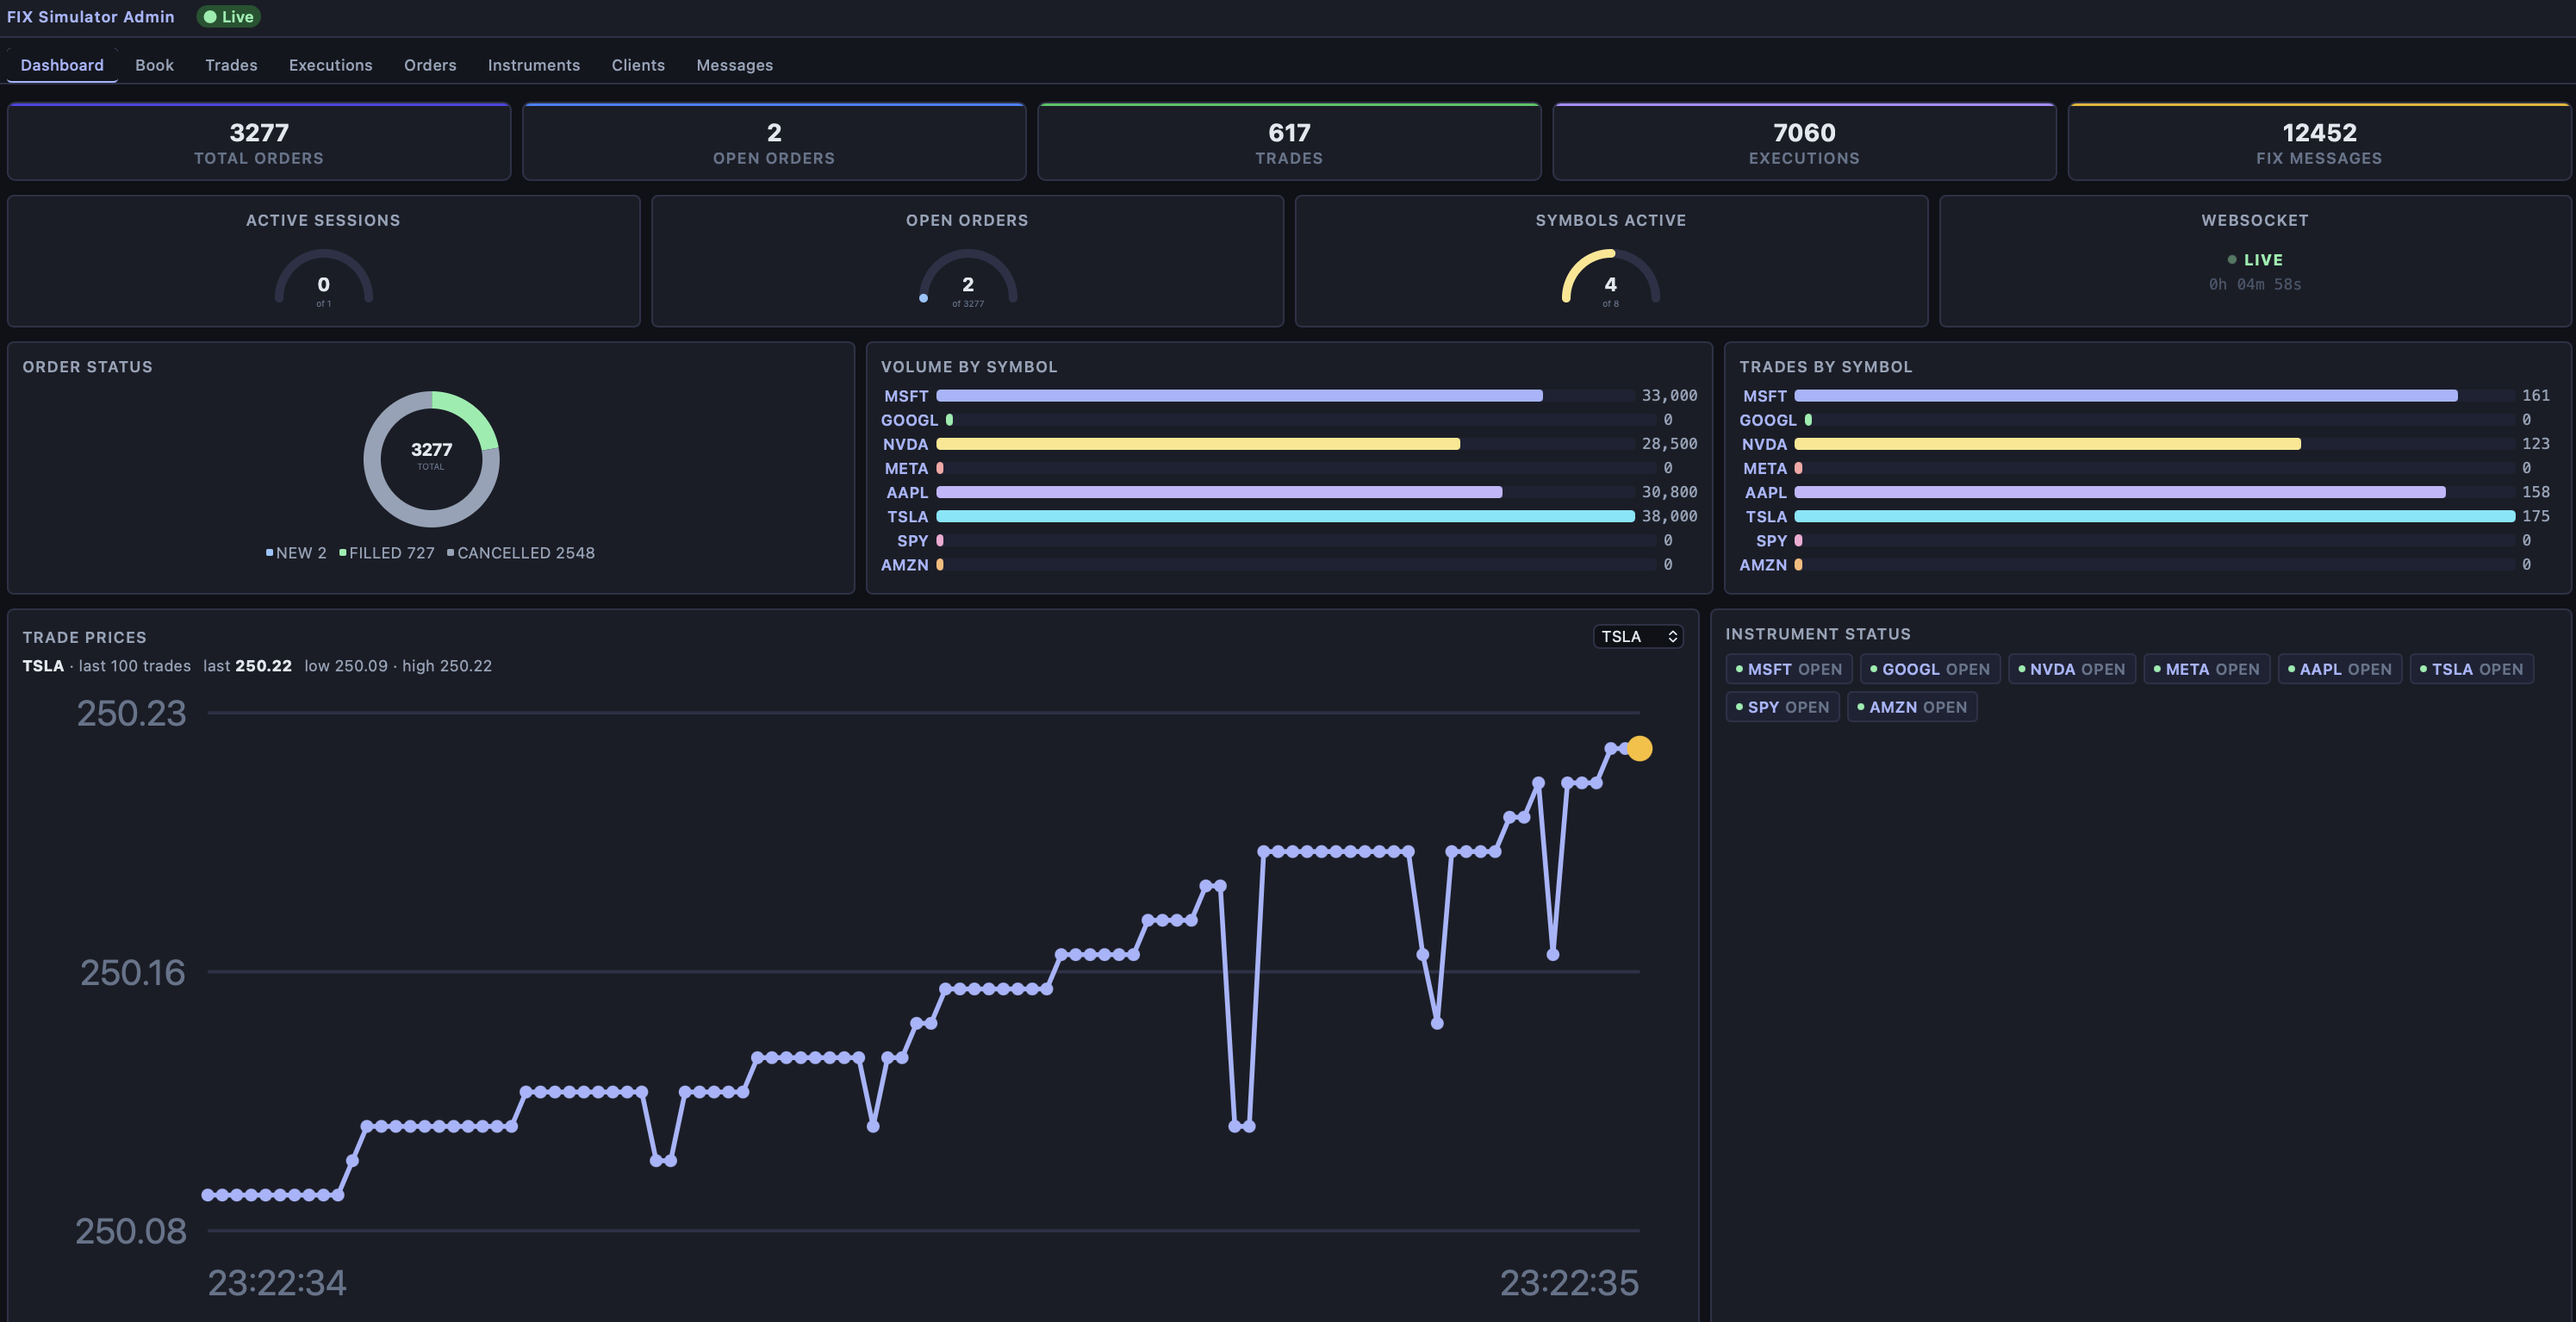 FIX Simulator Admin Live
Dashboard Book Trades Executions Orders Instruments Clients Messages
3277
TOTAL ORDERS
2
OPEN ORDERS
617
TRADES
7060
EXECUTIONS
12452
FIX MESSAGES
ACTIVE SESSIONS
0
of 1
OPEN ORDERS
2
of 3277
SYMBOLS ACTIVE
4
of 8
WEBSOCKET
LIVE
0h 04m 58s
ORDER STATUS
3277
TOTAL
NEW 2 FILLED 727 CANCELLED 2548
VOLUME BY SYMBOL
MSFT 33,000
GOOGL 0
NVDA 28,500
META 0
AAPL 30,800
TSLA 38,000
SPY 0
AMZN 0
TRADES BY SYMBOL
MSFT 161
GOOGL 0
NVDA 123
META 0
AAPL 158
TSLA 175
SPY 0
AMZN 0
TRADE PRICES
TSLA
TSLA · last 100 trades last 250.22 low 250.09 · high 250.22
250.23
250.16
250.08
23:22:34 23:22:35
INSTRUMENT STATUS
MSFT OPEN GOOGL OPEN NVDA OPEN META OPEN AAPL OPEN TSLA OPEN
SPY OPEN AMZN OPEN